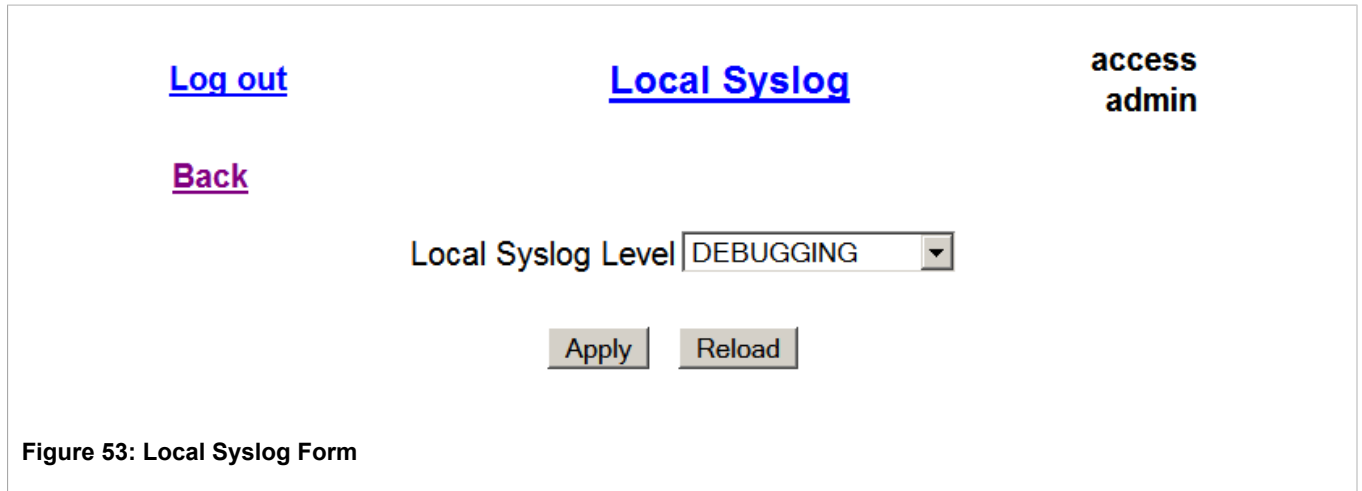 Log out
Local Syslog
access
admin
Back
Local Syslog Level DEBUGGING
Apply Reload
Figure 53: Local Syslog Form